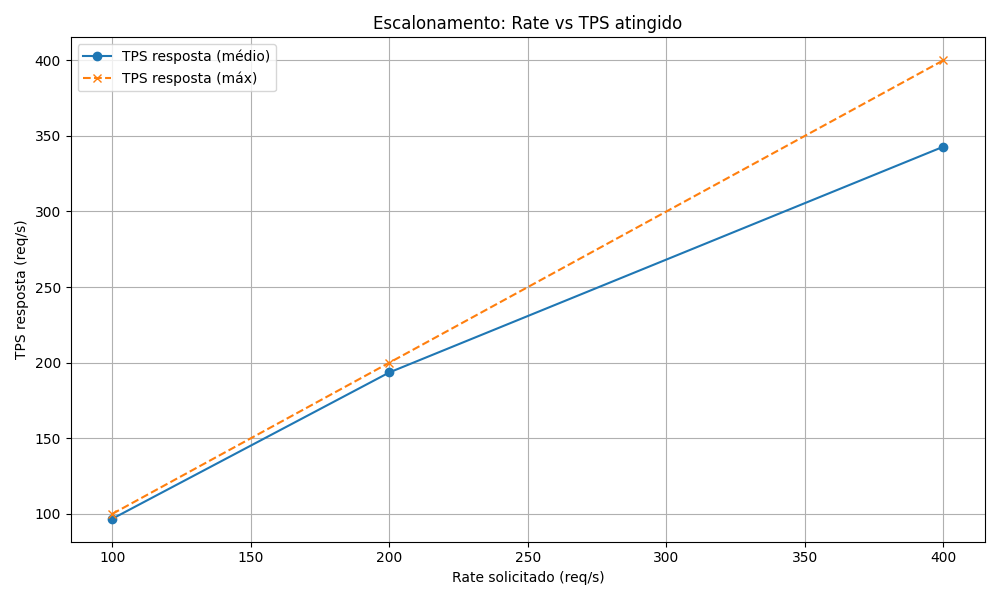 Escalonamento: Rate vs TPS atingido
TPS resposta (médio)
TPS resposta (máx)
TPS resposta (req/s)
400
350
300
250
200
150
100
100 150 200 250 300 350 400
Rate solicitado (req/s)